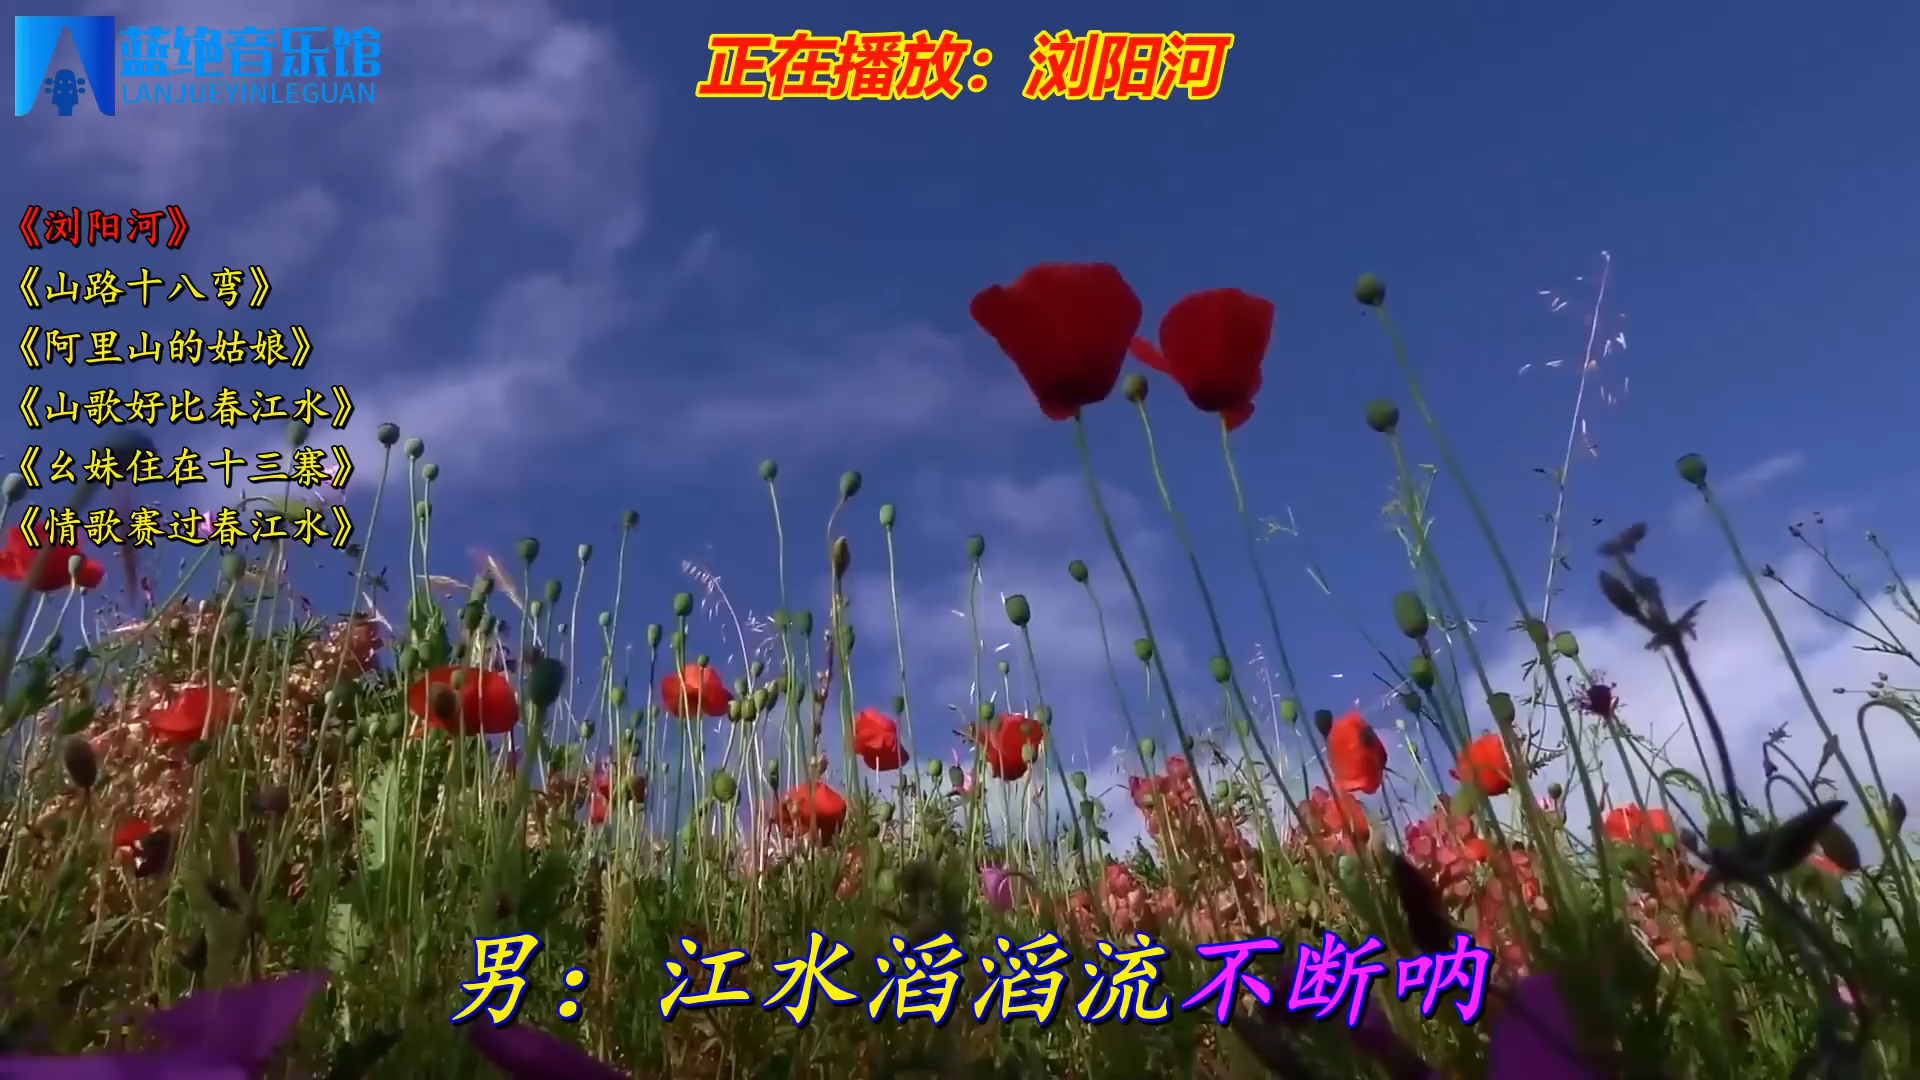 蓝绝音乐馆
LANJUEYINLEGUAN
正在播放：浏阳河
《浏阳河》
《山路十八弯》
《阿里山的姑娘》
《山歌好比春江水》
《幺妹住在十三寨》
《情歌赛过春江水》
男：江水滔滔流不断呐